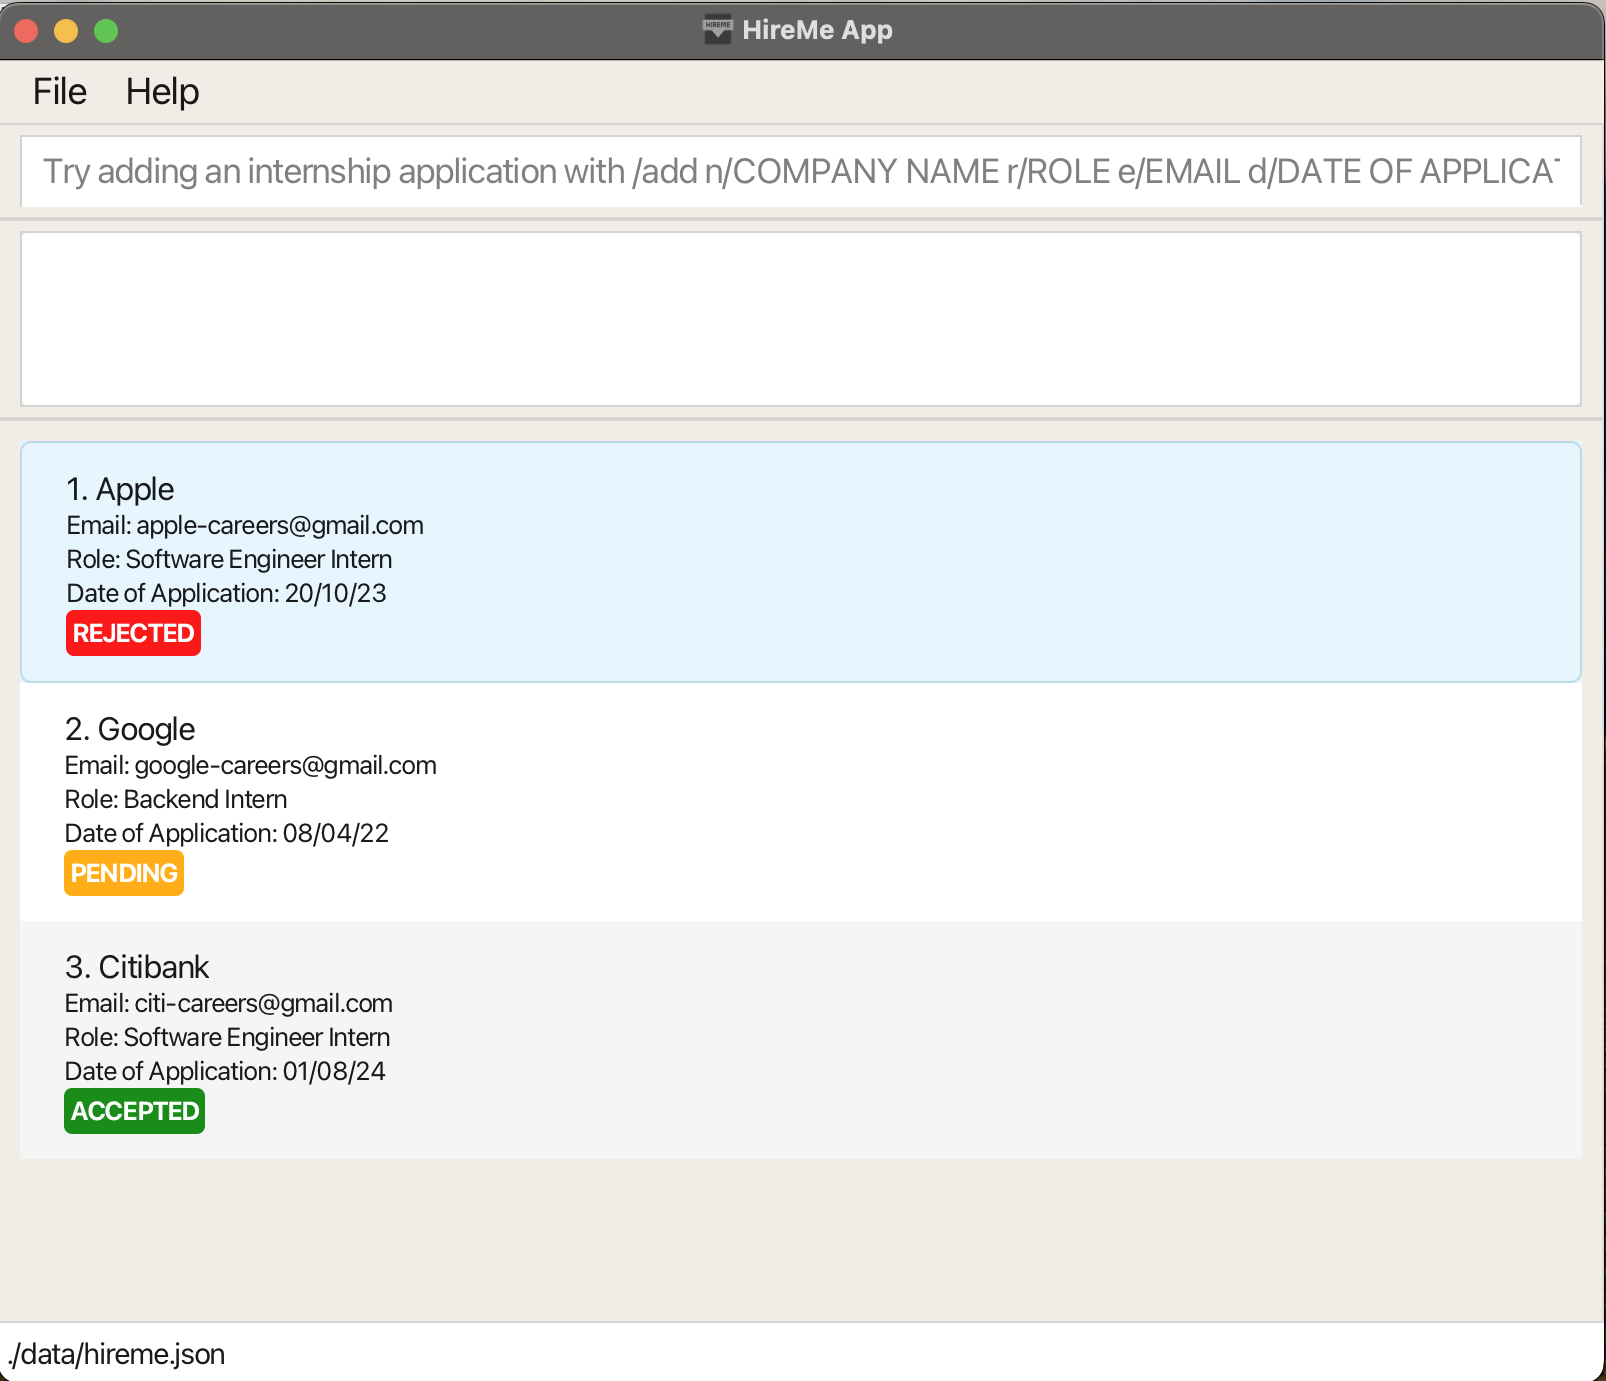 HIREME
HireMe App
File Help
Try adding an internship application with /add n/COMPANY NAME r/ROLE e/EMAIL d/DATE OF APPLICAT
1. Apple
Email: apple-careers@gmail.com
Role: Software Engineer Intern
Date of Application: 20/10/23
REJECTED
2. Google
Email: google-careers@gmail.com
Role: Backend Intern
Date of Application: 08/04/22
PENDING
3. Citibank
Email: citi-careers@gmail.com
Role: Software Engineer Intern
Date of Application: 01/08/24
ACCEPTED
./data/hireme.json